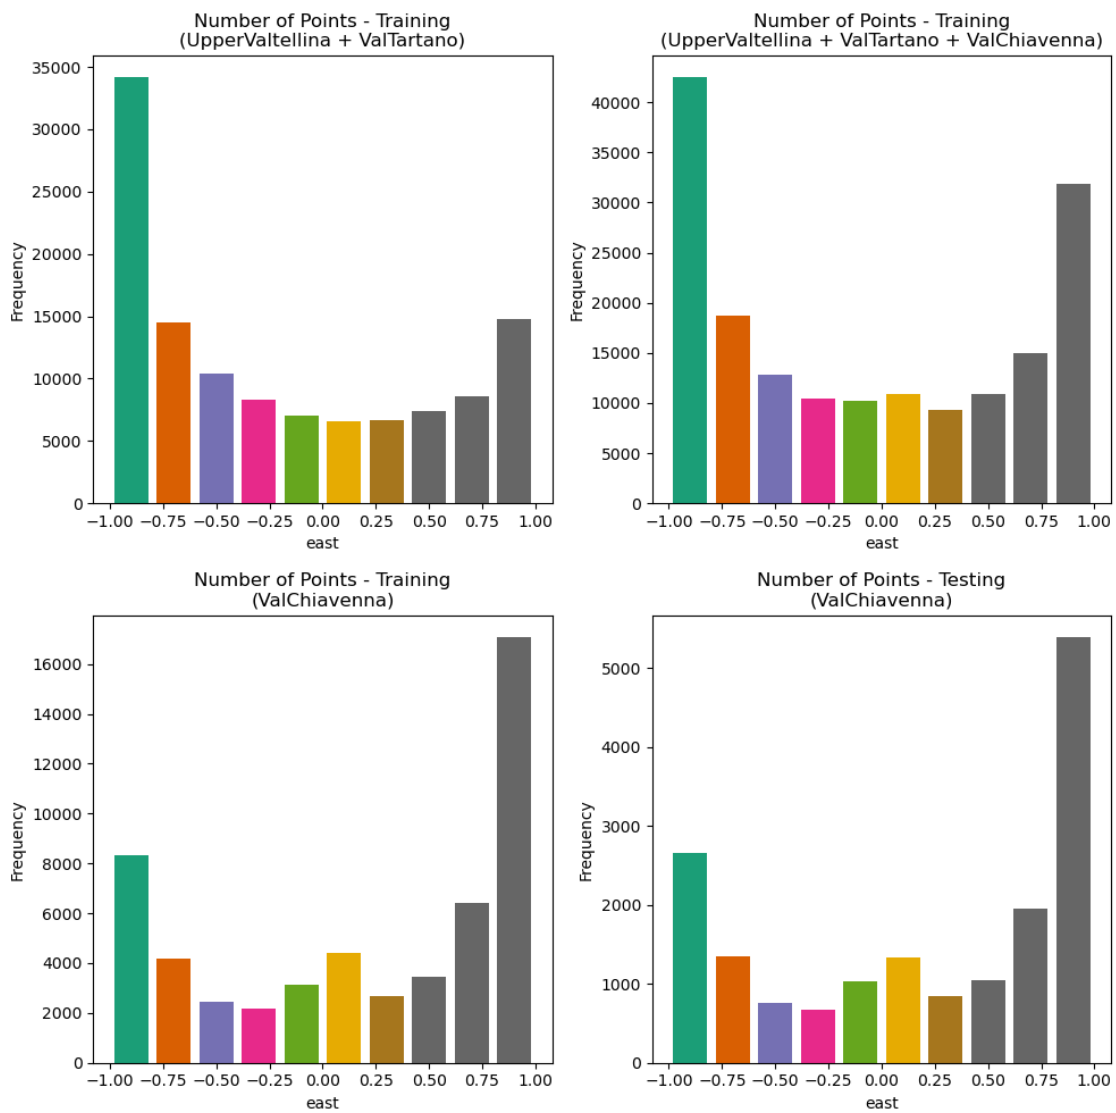 Number of Points - Training
(UpperValtellina + ValTartano)
35000
30000
25000
20000
15000
10000
5000
0
Frequency
−1.00 −0.75 −0.50 −0.25 0.00 0.25 0.50 0.75 1.00
east
Number of Points - Training
(UpperValtellina + ValTartano + ValChiavenna)
40000
35000
30000
25000
20000
15000
10000
5000
0
Frequency
−1.00 −0.75 −0.50 −0.25 0.00 0.25 0.50 0.75 1.00
east
Number of Points - Training
(ValChiavenna)
16000
14000
12000
10000
8000
6000
4000
2000
0
Frequency
−1.00 −0.75 −0.50 −0.25 0.00 0.25 0.50 0.75 1.00
east
Number of Points - Testing
(ValChiavenna)
5000
4000
3000
2000
1000
0
Frequency
−1.00 −0.75 −0.50 −0.25 0.00 0.25 0.50 0.75 1.00
east